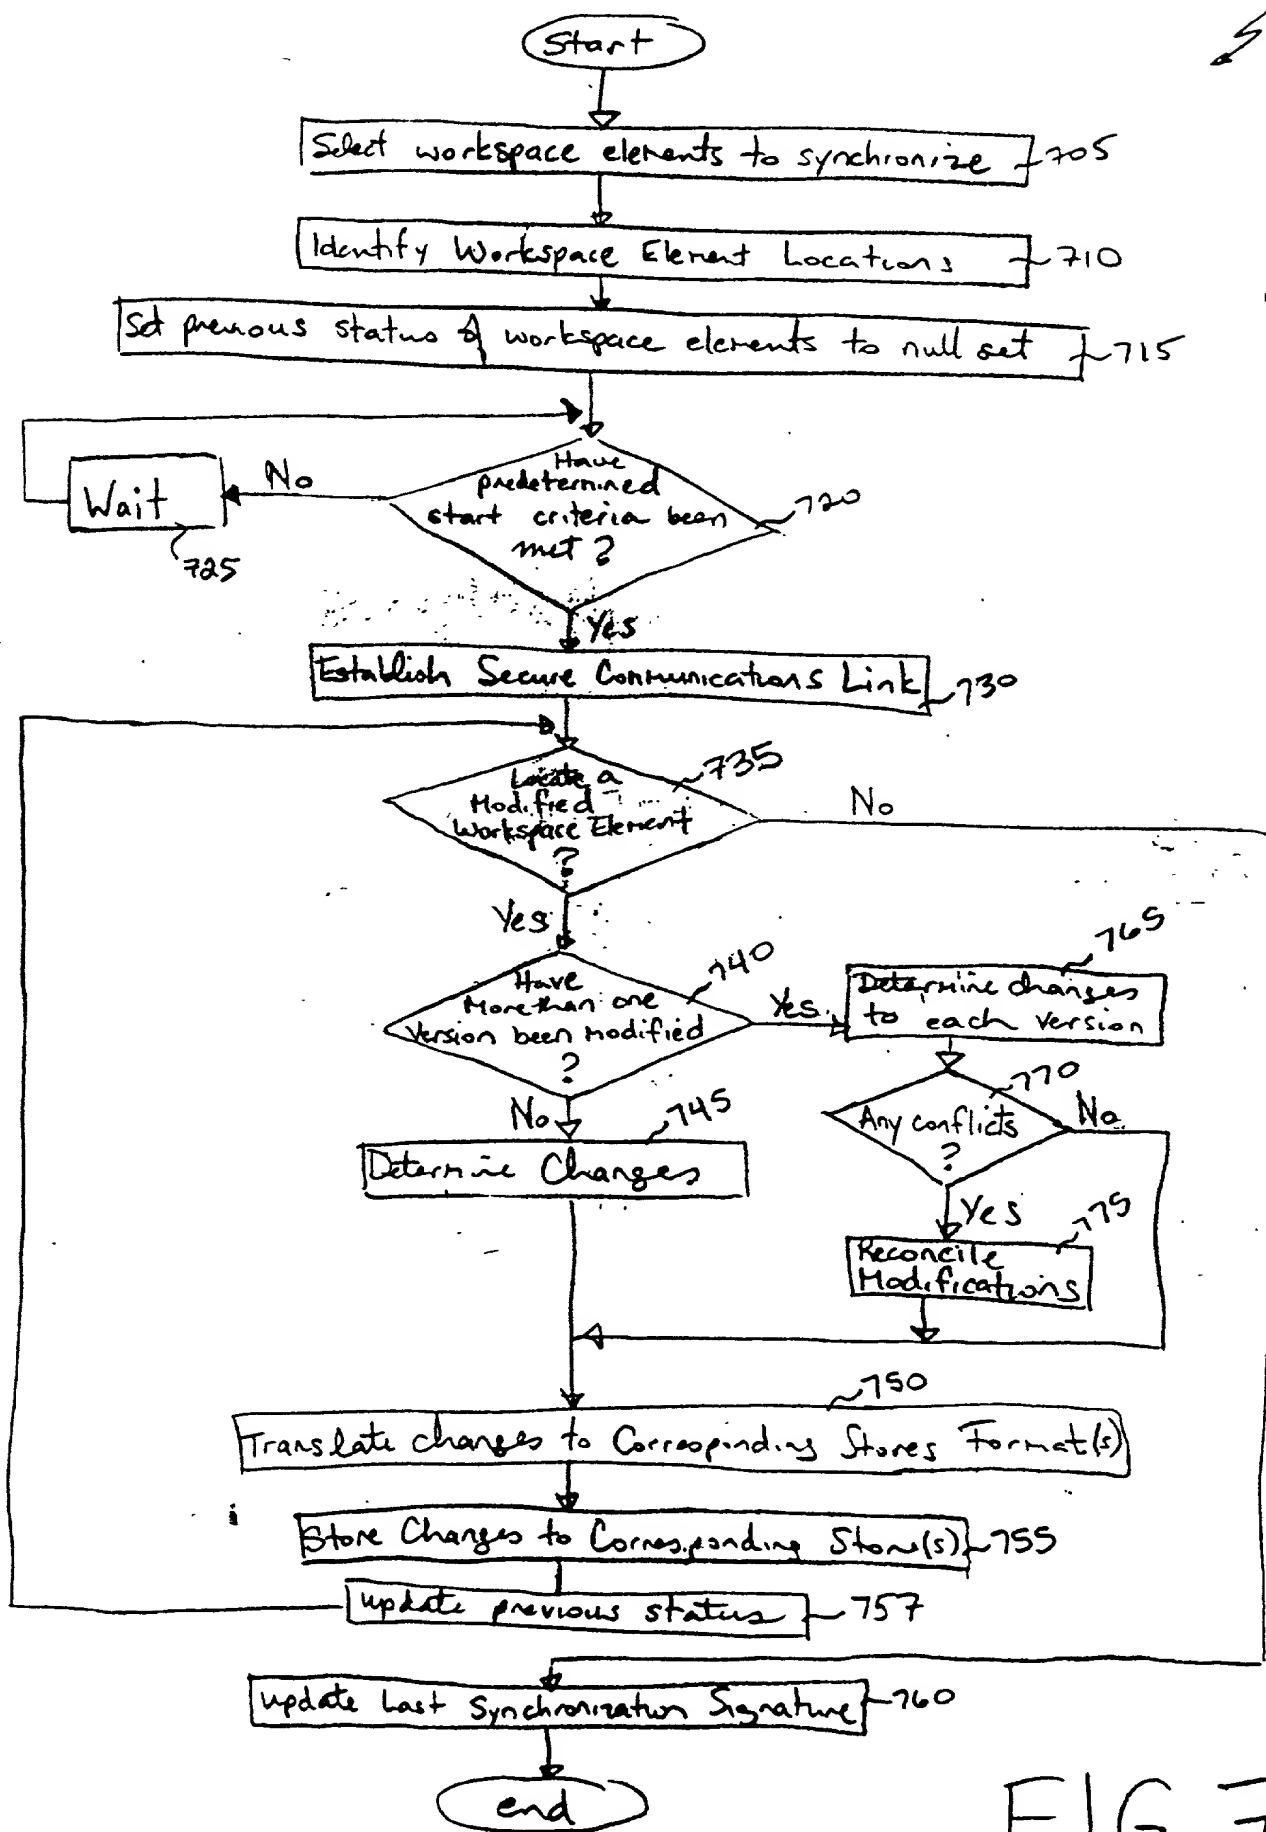 Start
Select workspace elements to synchronize
705
Identify Workspace Element Locations
710
Set previous status of workspace elements to null set
715
Have
predetermined
start criteria been
met ?
720
No
Wait
725
Yes
Establish Secure Communications Link
730
Locate a
Modified
Workspace Element
?
735
No
Yes
Have
More than one
version been modified
?
740
Yes
Determine changes
to each version
765
Any conflicts
?
770
No
No
Determine Changes
745
Yes
Reconcile
Modifications
775
Translate changes to Corresponding Stores Format(s)
750
Store Changes to Corresponding Store(s)
755
update previous status
757
update Last Synchronization Signature
760
end
FIG 7